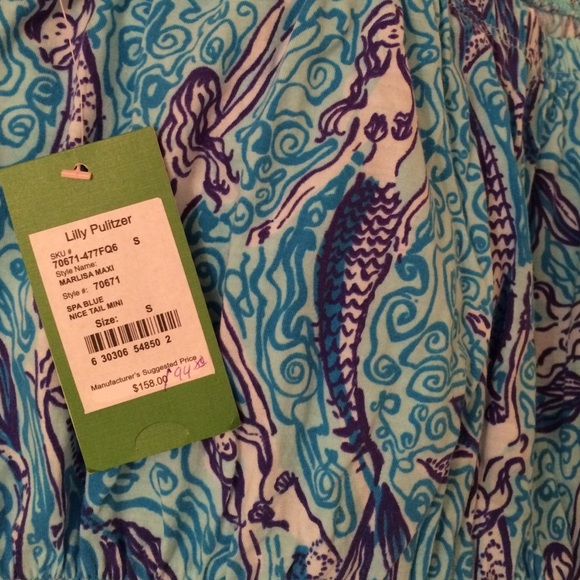 Lilly Pulitzer
SKU #
70671-477FQ6 S
Style Name:
MARLISA MAXI
Style #: 70671
SPA BLUE
NICE TAIL MINI
Size: S
6 30306 54850 2
Manufacturer's Suggested Price
$158.00